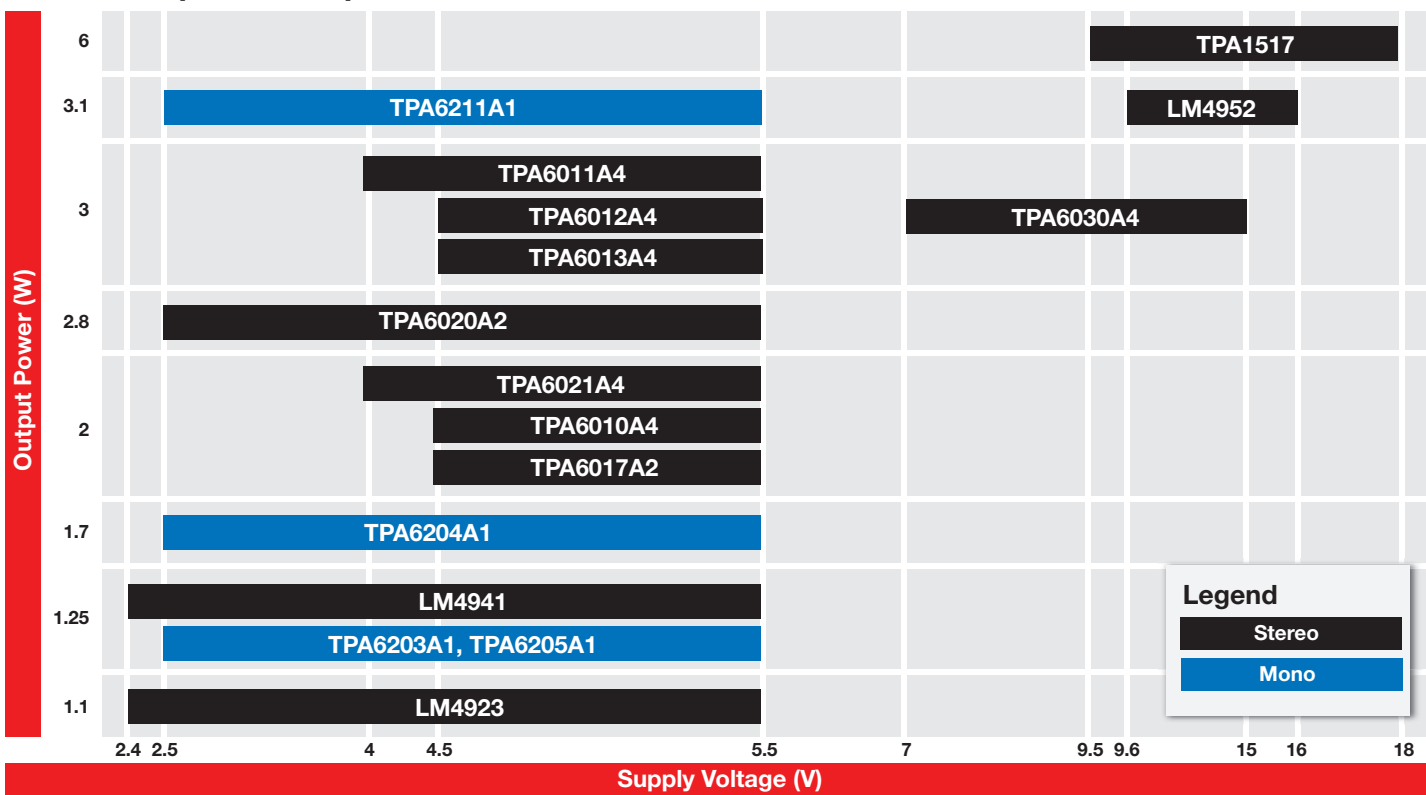 6
TPA1517
3.1
TPA6211A1
LM4952
TPA6011A4
3
TPA6012A4
TPA6030A4
TPA6013A4
2.8
TPA6020A2
TPA6021A4
2
TPA6010A4
TPA6017A2
1.7
TPA6204A1
1.25
LM4941
TPA6203A1, TPA6205A1
1.1
LM4923
Output Power (W)
Legend
Stereo
Mono
2.4 2.5 4 4.5 5.5 7 9.5 9.6 15 16 18
Supply Voltage (V)